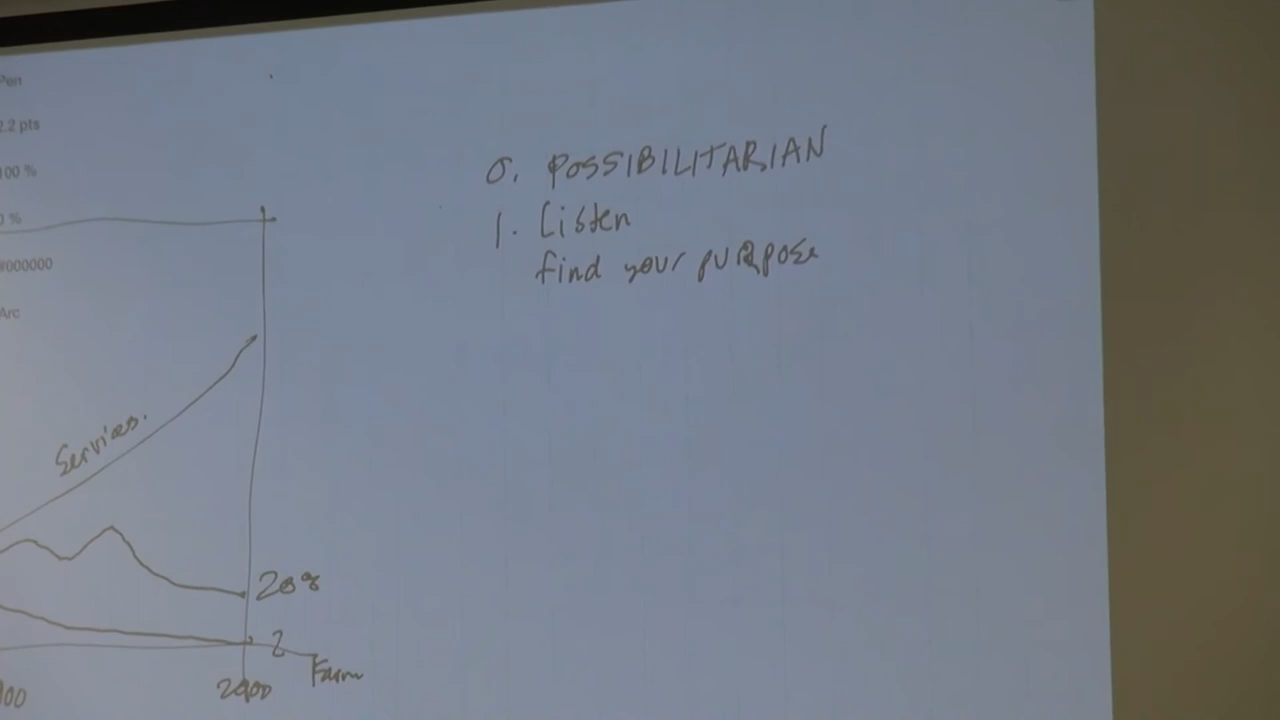 Pen
2.2 pts
100 %
0 %
#000000
Arc
0. POSSIBILITARIAN
1. Listen
find your purpose
Services.
20%
2
Farm
2000